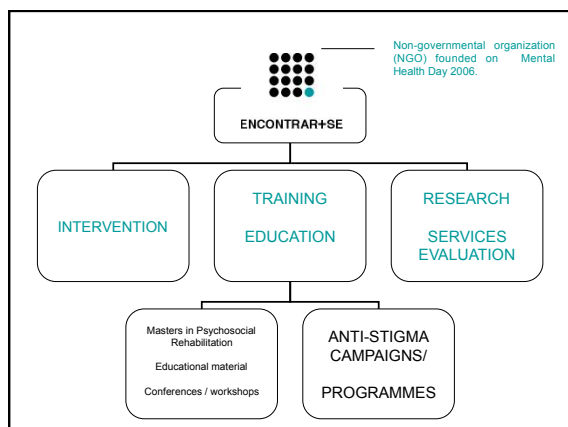 Non-governmental organization
(NGO) founded on Mental
Health Day 2006.
ENCONTRAR+SE
INTERVENTION
TRAINING
EDUCATION
RESEARCH
SERVICES
EVALUATION
Masters in Psychosocial
Rehabilitation
Educational material
Conferences / workshops
ANTI-STIGMA
CAMPAIGNS/
PROGRAMMES